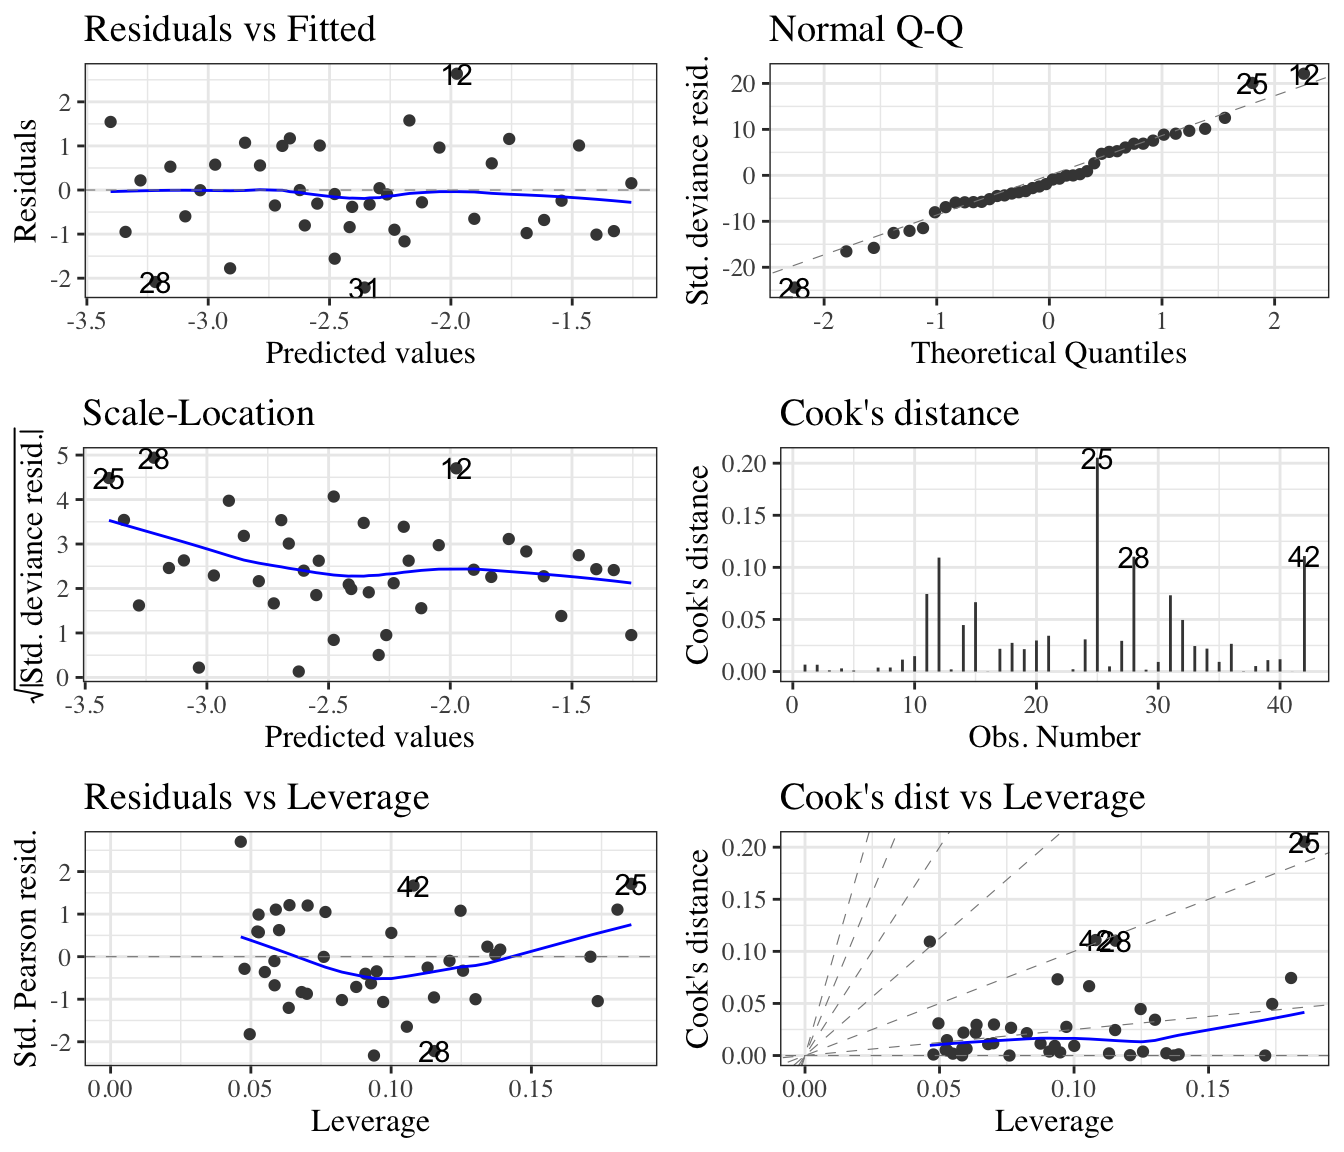 Residuals vs Fitted
Residuals
2
1
0
-1
-2
12
28
31
-3.5 -3.0 -2.5 -2.0 -1.5
Predicted values
Normal Q-Q
Std. deviance resid.
20
10
0
-10
-20
25 12
28
-2 -1 0 1 2
Theoretical Quantiles
Scale-Location
√|Std. deviance resid.|
5
4
3
2
1
0
25 28 12
-3.5 -3.0 -2.5 -2.0 -1.5
Predicted values
Cook's distance
Cook's distance
0.20
0.15
0.10
0.05
0.00
25
28 42
0 10 20 30 40
Obs. Number
Residuals vs Leverage
Std. Pearson resid.
2
1
0
-1
-2
42 25
28
0.00 0.05 0.10 0.15
Leverage
Cook's dist vs Leverage
Cook's distance
0.20
0.15
0.10
0.05
0.00
25
42 28
0.00 0.05 0.10 0.15
Leverage